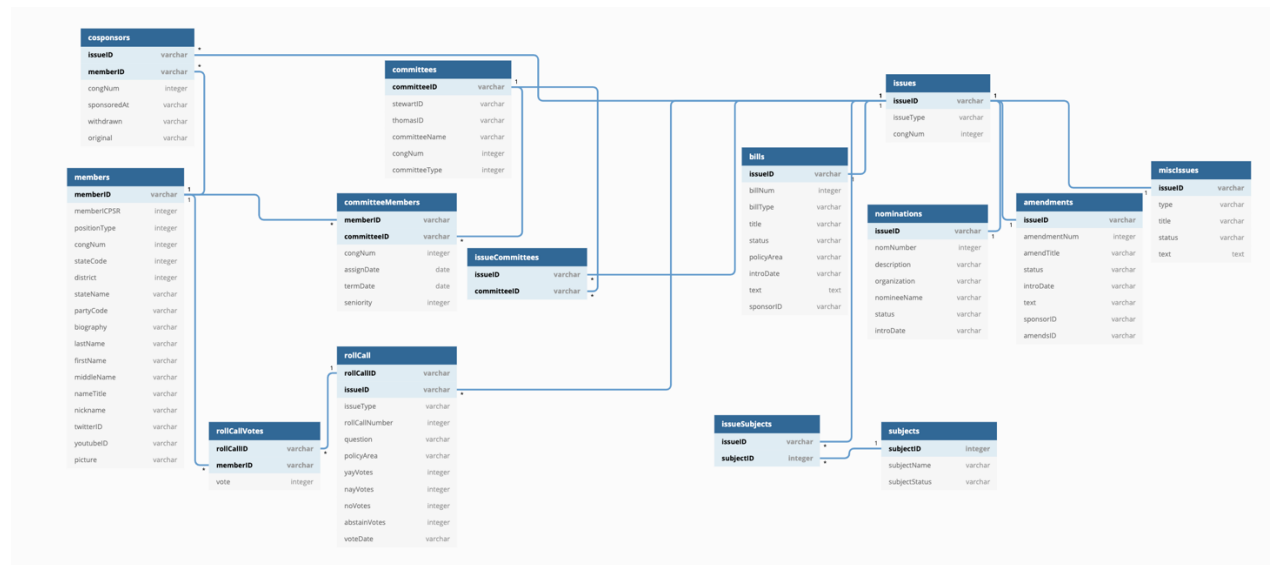 cosponsors
issueID varchar
memberID varchar
congNum integer
sponsoredAt varchar
withdrawn varchar
original varchar
members
memberID varchar
memberICPSR integer
positionType integer
congNum integer
stateCode integer
district integer
stateName varchar
partyCode varchar
biography varchar
lastName varchar
firstName varchar
middleName varchar
nameTitle varchar
nickname varchar
twitterID varchar
youtubeID varchar
picture varchar
committees
committeeID varchar
stewartID varchar
thomasID varchar
committeeName varchar
congNum integer
committeeType integer
committeeMembers
memberID varchar
committeeID varchar
congNum integer
assignDate date
termDate date
seniority integer
issueCommittees
issueID varchar
committeeID varchar
rollCall
rollCallID varchar
issueID varchar
issueType varchar
rollCallNumber integer
question varchar
policyArea varchar
yayVotes integer
nayVotes integer
noVotes integer
abstainVotes integer
voteDate varchar
rollCallVotes
rollCallID varchar
memberID varchar
vote integer
issues
issueID varchar
issueType varchar
congNum integer
bills
issueID varchar
billNum integer
billType varchar
title varchar
status varchar
policyArea varchar
introDate varchar
text text
sponsorID varchar
nominations
issueID varchar
nomNumber integer
description varchar
organization varchar
nomineeName varchar
status varchar
introDate varchar
amendments
issueID varchar
amendmentNum integer
amendTitle varchar
status varchar
introDate varchar
text varchar
sponsorID varchar
amendsID varchar
miscIssues
issueID varchar
type varchar
title varchar
status varchar
text text
issueSubjects
issueID varchar
subjectID integer
subjects
subjectID integer
subjectName varchar
subjectStatus varchar